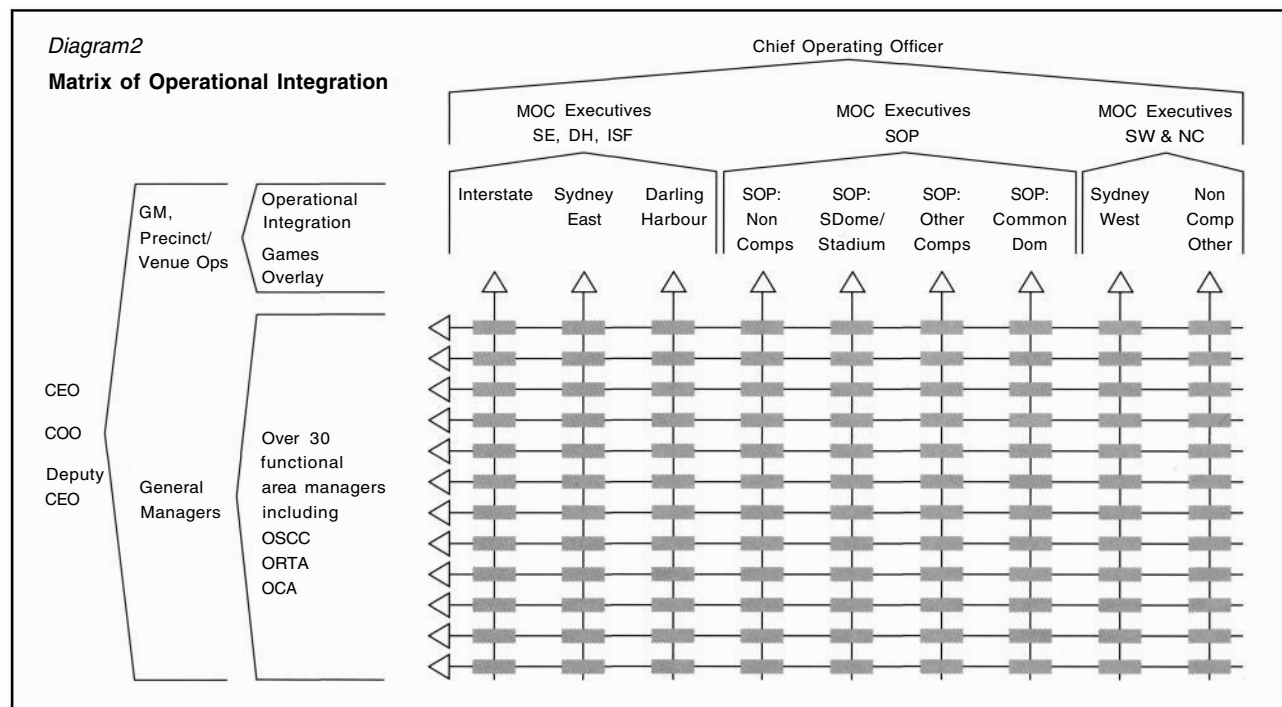 Diagram2
Matrix of Operational Integration
Chief Operating Officer
MOC Executives
SE, DH, ISF
MOC Executives
SOP
MOC Executives
SW & NC
Interstate
Sydney
East
Darling
Harbour
SOP:
Non
Comps
SOP:
SDome/
Stadium
SOP:
Other
Comps
SOP:
Common
Dom
Sydney
West
Non
Comp
Other
GM,
Precinct/
Venue Ops
Operational
Integration
Games
Overlay
CEO
COO
Deputy
CEO
General
Managers
Over 30
functional
area managers
including
OSCC
ORTA
OCA